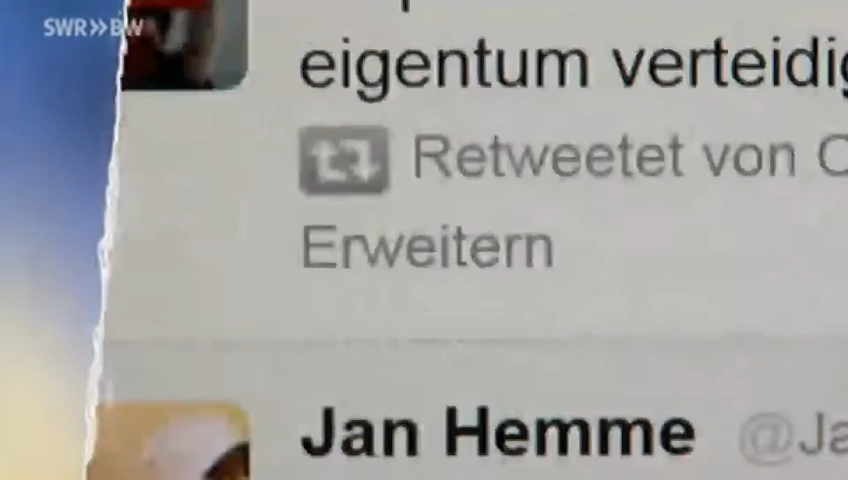 SWR»BW
eigentum verteidig
Retweetet von
Erweitern
Jan Hemme @Ja